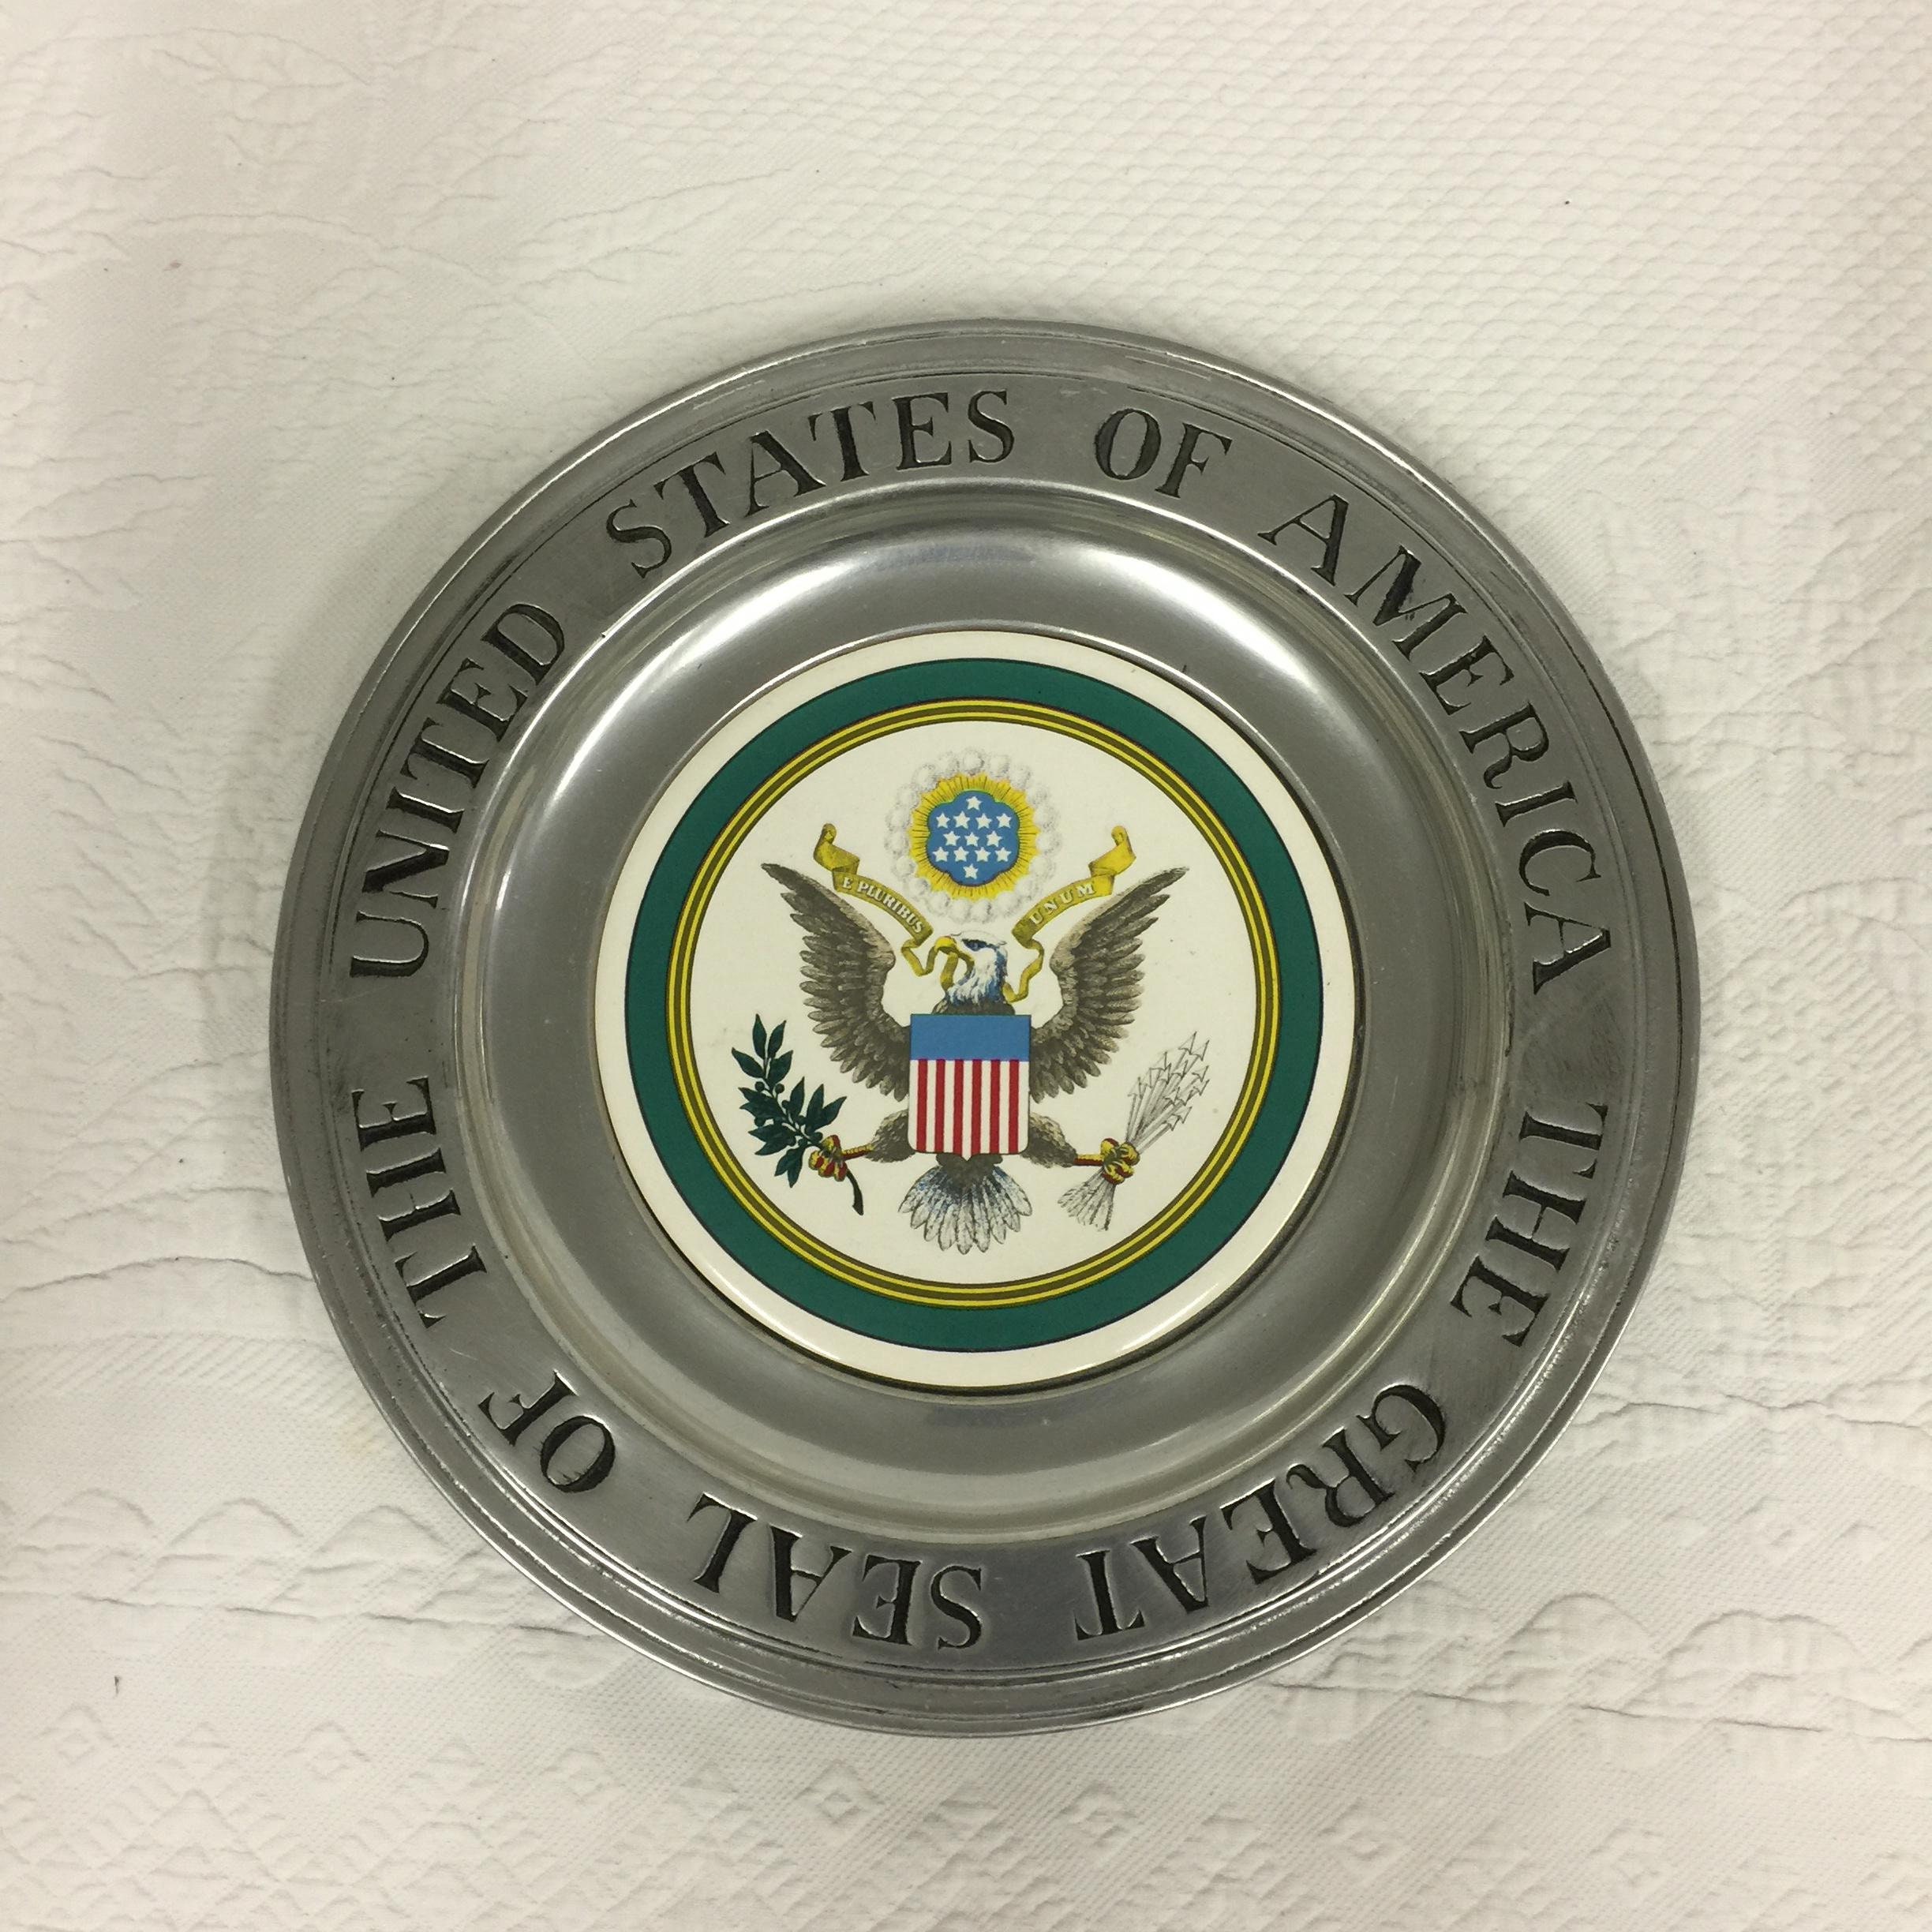 THE GREAT SEAL OF THE UNITED STATES OF AMERICA
E PLURIBUS UNUM